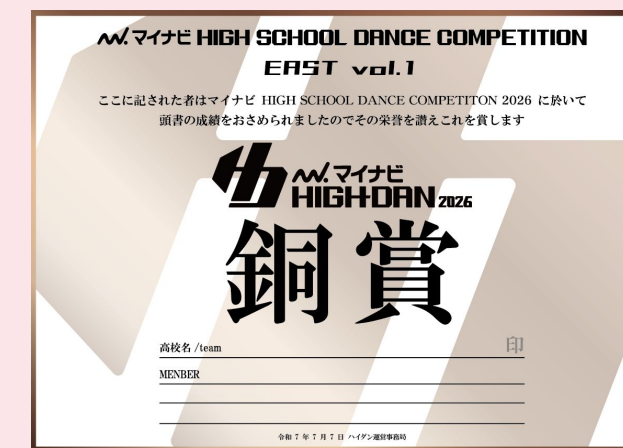 マイナビ HIGH SCHOOL DANCE COMPETITION
EAST vol.1
ここに記された者はマイナビ HIGH SCHOOL DANCE COMPETITON 2026 に於いて
頭書の成績をおさめられましたのでその栄誉を讃えこれを賞します
マイナビ
HIGH DAN 2026
銅賞
高校名/team
印
MENBER
令和 7 年 7 月 7 日 ハイダン運営事務局